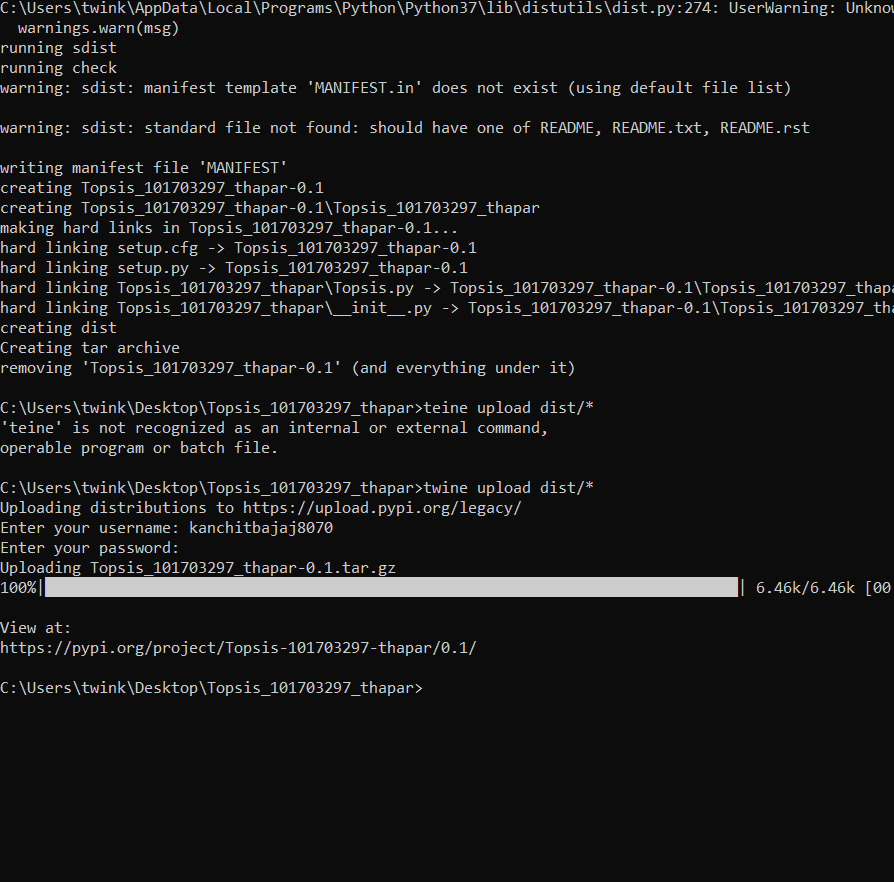 C:\Users\twink\AppData\Local\Programs\Python\Python37\lib\distutils\dist.py:274: UserWarning: Unkno
  warnings.warn(msg)
running sdist
running check
warning: sdist: manifest template 'MANIFEST.in' does not exist (using default file list)
warning: sdist: standard file not found: should have one of README, README.txt, README.rst
writing manifest file 'MANIFEST'
creating Topsis_101703297_thapar-0.1
creating Topsis_101703297_thapar-0.1\Topsis_101703297_thapar
making hard links in Topsis_101703297_thapar-0.1...
hard linking setup.cfg -> Topsis_101703297_thapar-0.1
hard linking setup.py -> Topsis_101703297_thapar-0.1
hard linking Topsis_101703297_thapar\Topsis.py -> Topsis_101703297_thapar-0.1\Topsis_101703297_thapa
hard linking Topsis_101703297_thapar\__init__.py -> Topsis_101703297_thapar-0.1\Topsis_101703297_tha
creating dist
Creating tar archive
removing 'Topsis_101703297_thapar-0.1' (and everything under it)
C:\Users\twink\Desktop\Topsis_101703297_thapar>teine upload dist/*
'teine' is not recognized as an internal or external command,
operable program or batch file.
C:\Users\twink\Desktop\Topsis_101703297_thapar>twine upload dist/*
Uploading distributions to https://upload.pypi.org/legacy/
Enter your username: kanchitbajaj8070
Enter your password:
Uploading Topsis_101703297_thapar-0.1.tar.gz
100%| | 6.46k/6.46k [00
View at:
https://pypi.org/project/Topsis-101703297-thapar/0.1/
C:\Users\twink\Desktop\Topsis_101703297_thapar>